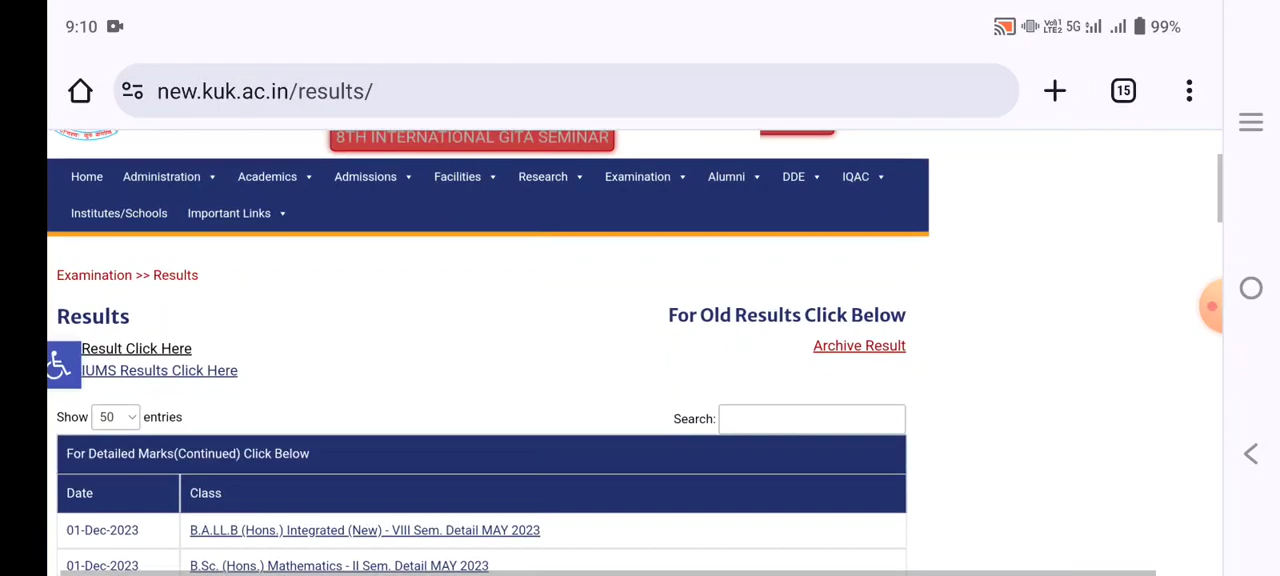 9:10 Vo)) 1 LTE2 5G 99%
new.kuk.ac.in/results/ 15
8TH INTERNATIONAL GITA SEMINAR
Home Administration Academics Admissions Facilities Research Examination Alumni DDE IQAC
Institutes/Schools Important Links
Examination >> Results
Results For Old Results Click Below
Result Click Here Archive Result
IUMS Results Click Here
Show 50 entries Search:
For Detailed Marks(Continued) Click Below
Date Class
01-Dec-2023 B.A.LL.B (Hons.) Integrated (New) - VIII Sem. Detail MAY 2023
01-Dec-2023 B.Sc. (Hons.) Mathematics - II Sem. Detail MAY 2023